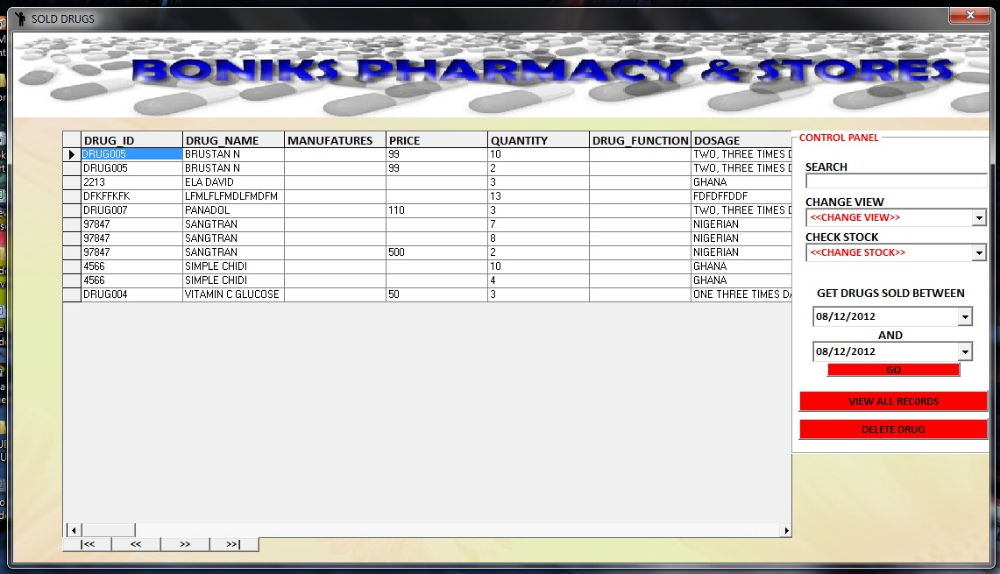 SOLD DRUGS
BONIKS PHARMACY & STORES
DRUG_ID DRUG_NAME MANUFATURES PRICE QUANTITY DRUG_FUNCTION DOSAGE
DRUG005 BRUSTAN N 99 10 TWO, THREE TIMES D
DRUG005 BRUSTAN N 99 2 TWO, THREE TIMES D
2213 ELA DAVID 3 GHANA
DFKFFKFK LFMLFLFMDLFMDFM 13 FDFDFFDDF
DRUG007 PANADOL 110 3 TWO, THREE TIMES D
97847 SANGTRAN 7 NIGERIAN
97847 SANGTRAN 8 NIGERIAN
97847 SANGTRAN 500 2 NIGERIAN
4566 SIMPLE CHIDI 10 GHANA
4566 SIMPLE CHIDI 4 GHANA
DRUG004 VITAMIN C GLUCOSE 50 3 ONE THREE TIMES DA
|<< << >> >>|
CONTROL PANEL
SEARCH
CHANGE VIEW
<<CHANGE VIEW>>
CHECK STOCK
<<CHANGE STOCK>>
GET DRUGS SOLD BETWEEN
08/12/2012
AND
08/12/2012
GO
VIEW ALL RECORDS
DELETE DRUG